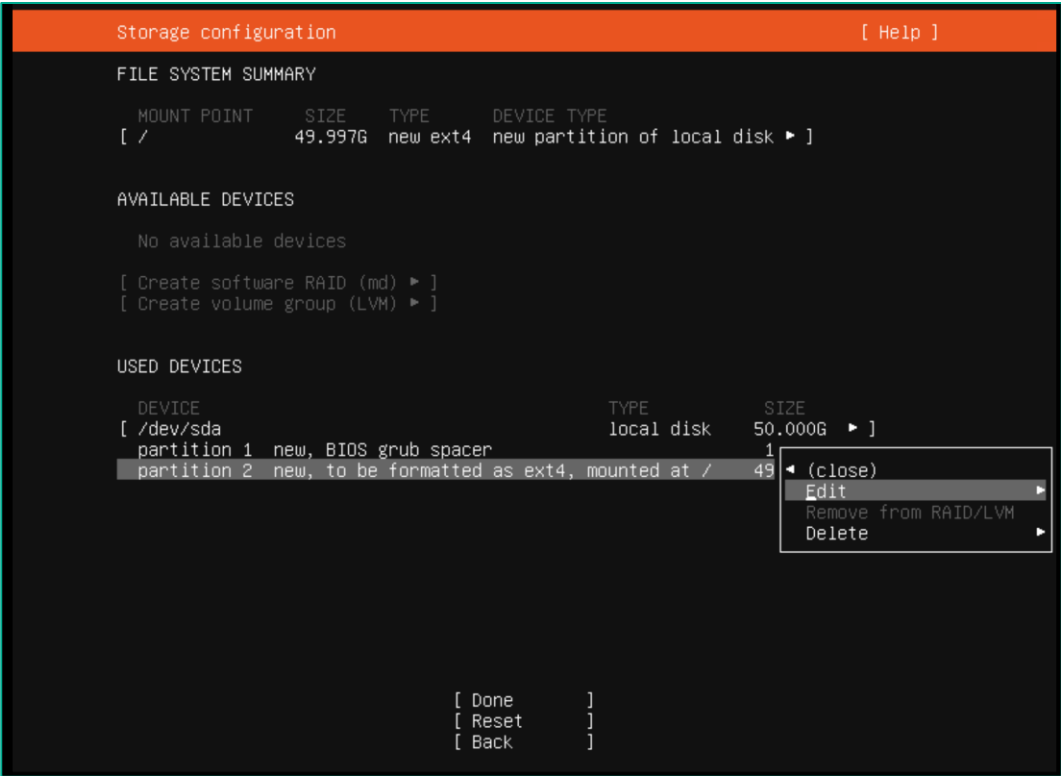 Storage configuration [ Help ]
FILE SYSTEM SUMMARY
MOUNT POINT SIZE TYPE DEVICE TYPE
[ / 49.997G new ext4 new partition of local disk ▸ ]
AVAILABLE DEVICES
No available devices
[ Create software RAID (md) ▸ ]
[ Create volume group (LVM) ▸ ]
USED DEVICES
DEVICE TYPE SIZE
[ /dev/sda local disk 50.000G ▸ ]
partition 1 new, BIOS grub spacer 1
partition 2 new, to be formatted as ext4, mounted at / 49
◂ (close)
Edit ▸
Remove from RAID/LVM
Delete ▸
[ Done ]
[ Reset ]
[ Back ]